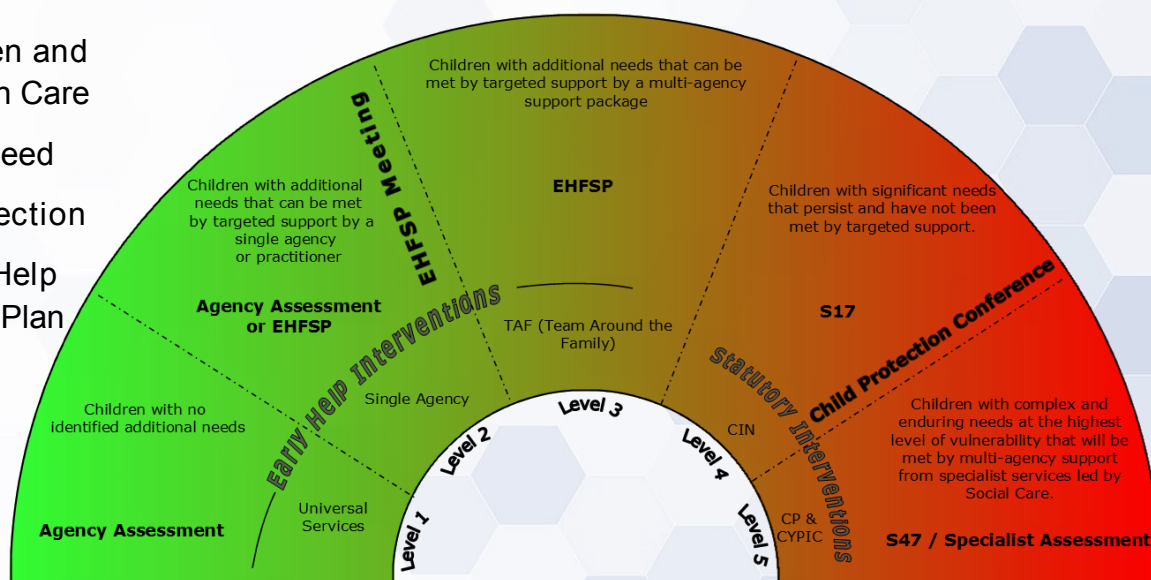 en and
n Care
eed
ection
Help
Plan
Children with no
identified additional needs
Agency Assessment
Universal
Services
Level 1
Children with additional
needs that can be met
by targeted support by a
single agency
or practitioner
Agency Assessment
or EHFSP
Single Agency
Level 2
Early Help Interventions
EHFSP Meeting
Children with additional needs that can be
met by targeted support by a multi-agency
support package
EHFSP
TAF (Team Around the
Family)
Level 3
Children with significant needs
that persist and have not been
met by targeted support.
S17
CIN
Level 4
Statutory Interventions
Child Protection Conference
Children with complex and
enduring needs at the highest
level of vulnerability that will be
met by multi-agency support
from specialist services led by
Social Care.
S47 / Specialist Assessment
CP &
CYPIC
Level 5